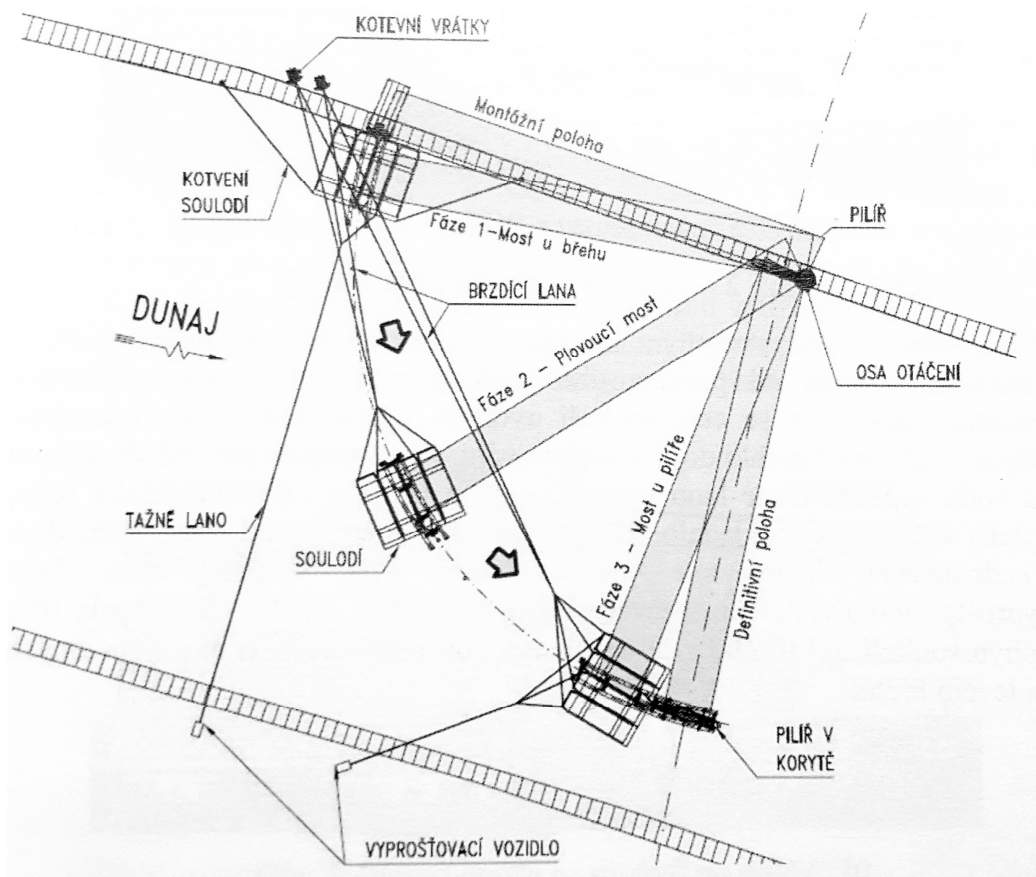 KOTEVNÍ VRÁTKY
Montážní poloha
KOTVENÍ
SOULODÍ
PILÍŘ
Fáze 1-Most u břehu
BRZDÍCÍ LANA
DUNAJ
Fáze 2 - Plovoucí most
OSA OTÁČENÍ
TAŽNÉ LANO
SOULODÍ
Fáze 3 - Most u pilíře
Definitivní poloha
PILÍŘ V
KORYTĚ
VYPROŠŤOVACÍ VOZIDLO